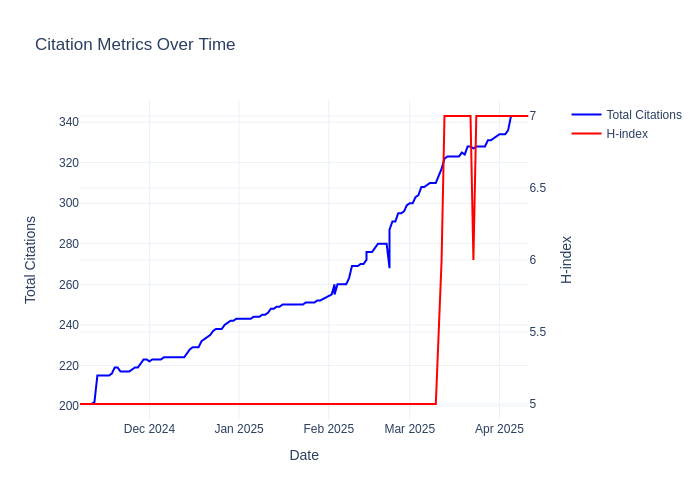 Citation Metrics Over Time
Total Citations
H-index
340
320
300
280
260
240
220
200
7
6.5
6
5.5
5
Dec 2024
Jan 2025
Feb 2025
Mar 2025
Apr 2025
Date
Total Citations
H-index